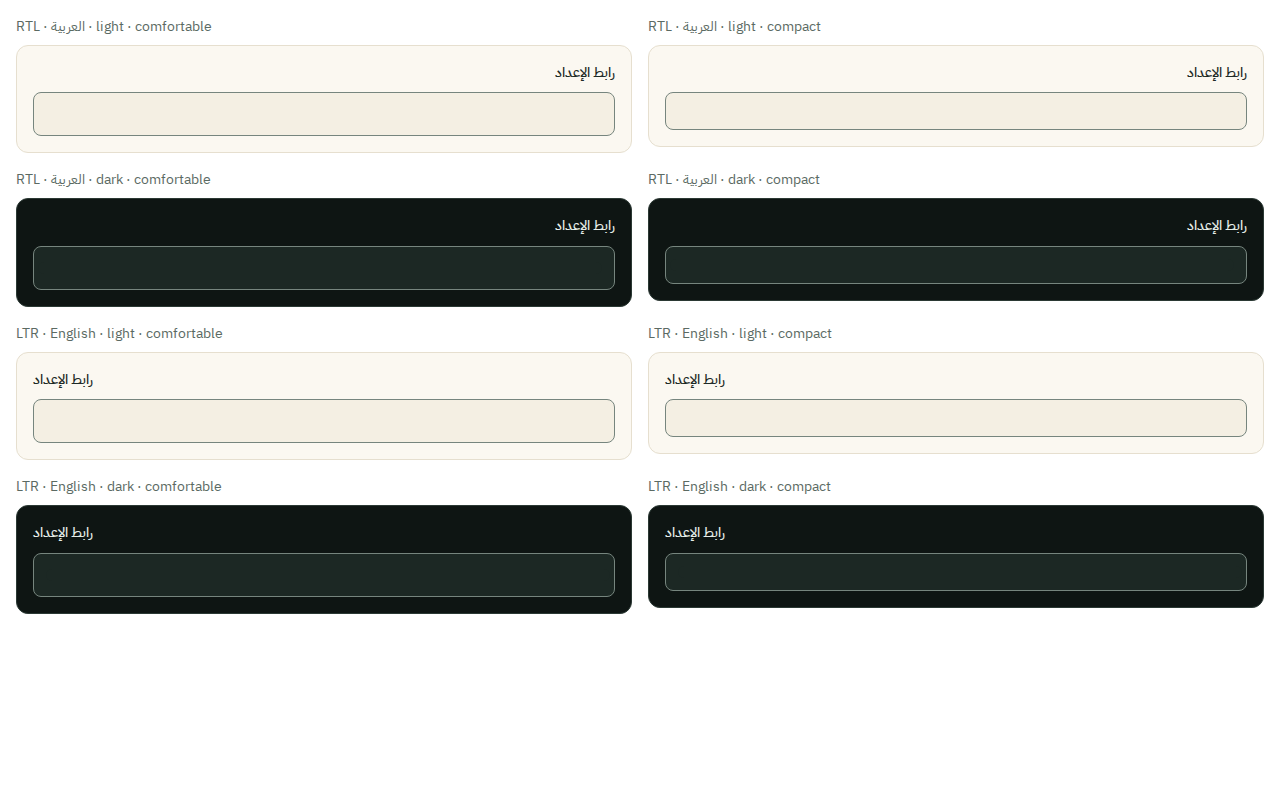 RTL · العربية · light · comfortable
رابط الإعداد
RTL · العربية · light · compact
رابط الإعداد
RTL · العربية · dark · comfortable
رابط الإعداد
RTL · العربية · dark · compact
رابط الإعداد
LTR · English · light · comfortable
رابط الإعداد
LTR · English · light · compact
رابط الإعداد
LTR · English · dark · comfortable
رابط الإعداد
LTR · English · dark · compact
رابط الإعداد